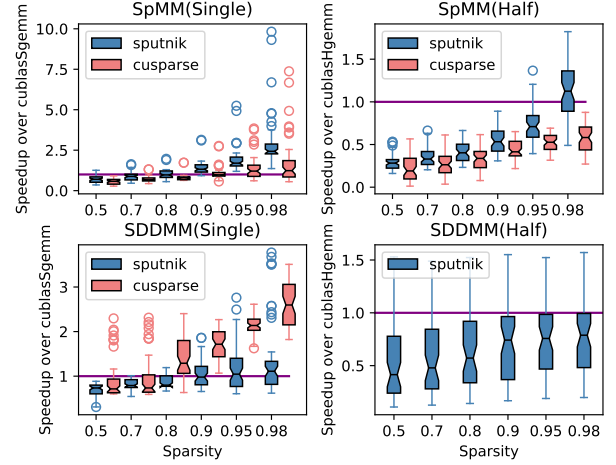 SpMM(Single)
Speedup over cublasSgemm
10.0
7.5
5.0
2.5
0.0
sputnik
cusparse
0.5 0.7 0.8 0.9 0.95 0.98
SpMM(Half)
Speedup over cublasHgemm
1.5
1.0
0.5
0.0
sputnik
cusparse
0.5 0.7 0.8 0.9 0.95 0.98
SDDMM(Single)
Speedup over cublasSgemm
3
2
1
sputnik
cusparse
0.5 0.7 0.8 0.9 0.95 0.98
Sparsity
SDDMM(Half)
Speedup over cublasHgemm
1.5
1.0
0.5
sputnik
0.5 0.7 0.8 0.9 0.95 0.98
Sparsity